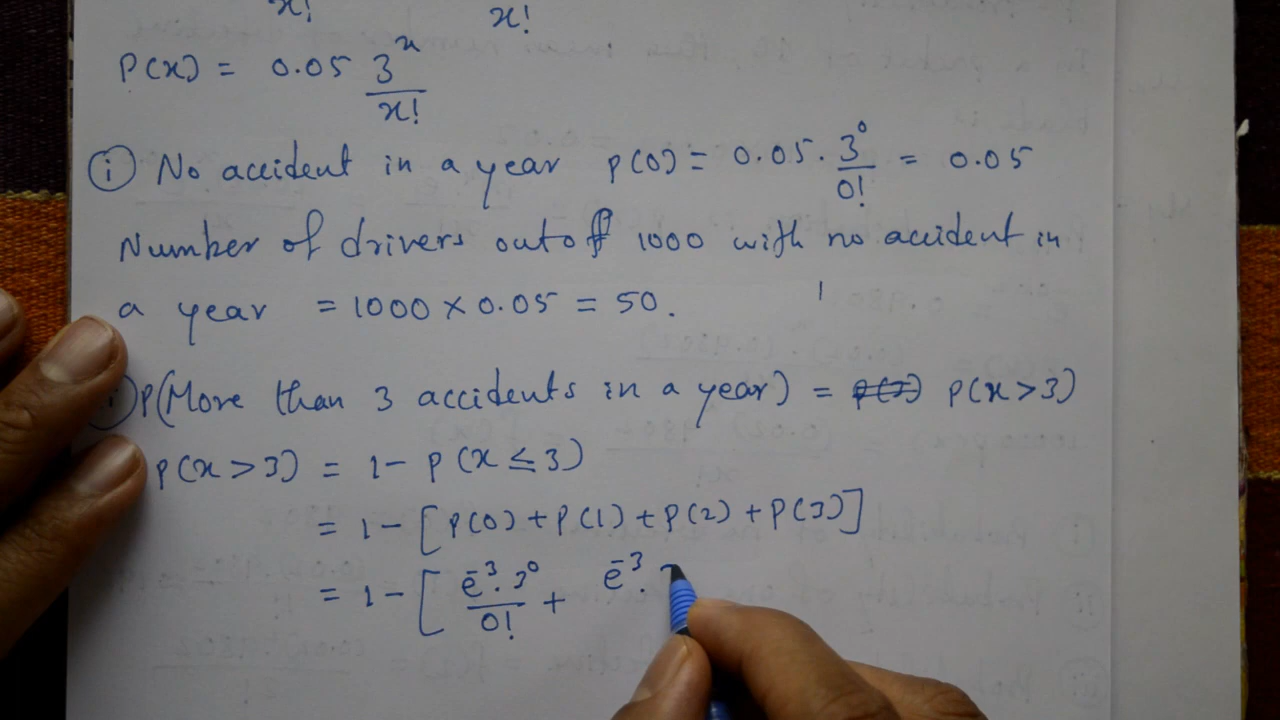 x! x!
P(x) = 0.05 3^x / x!
(i) No accident in a year P(0) = 0.05 . 3^0 / 0! = 0.05
Number of drivers out off 1000 with no accident in
a year = 1000 × 0.05 = 50.
P(More than 3 accidents in a year) = P(x > 3)
P(x > 3) = 1 - P(x ≤ 3)
= 1 - [P(0) + P(1) + P(2) + P(3)]
= 1 - [ e^-3 . 3^0 / 0! + e^-3 .